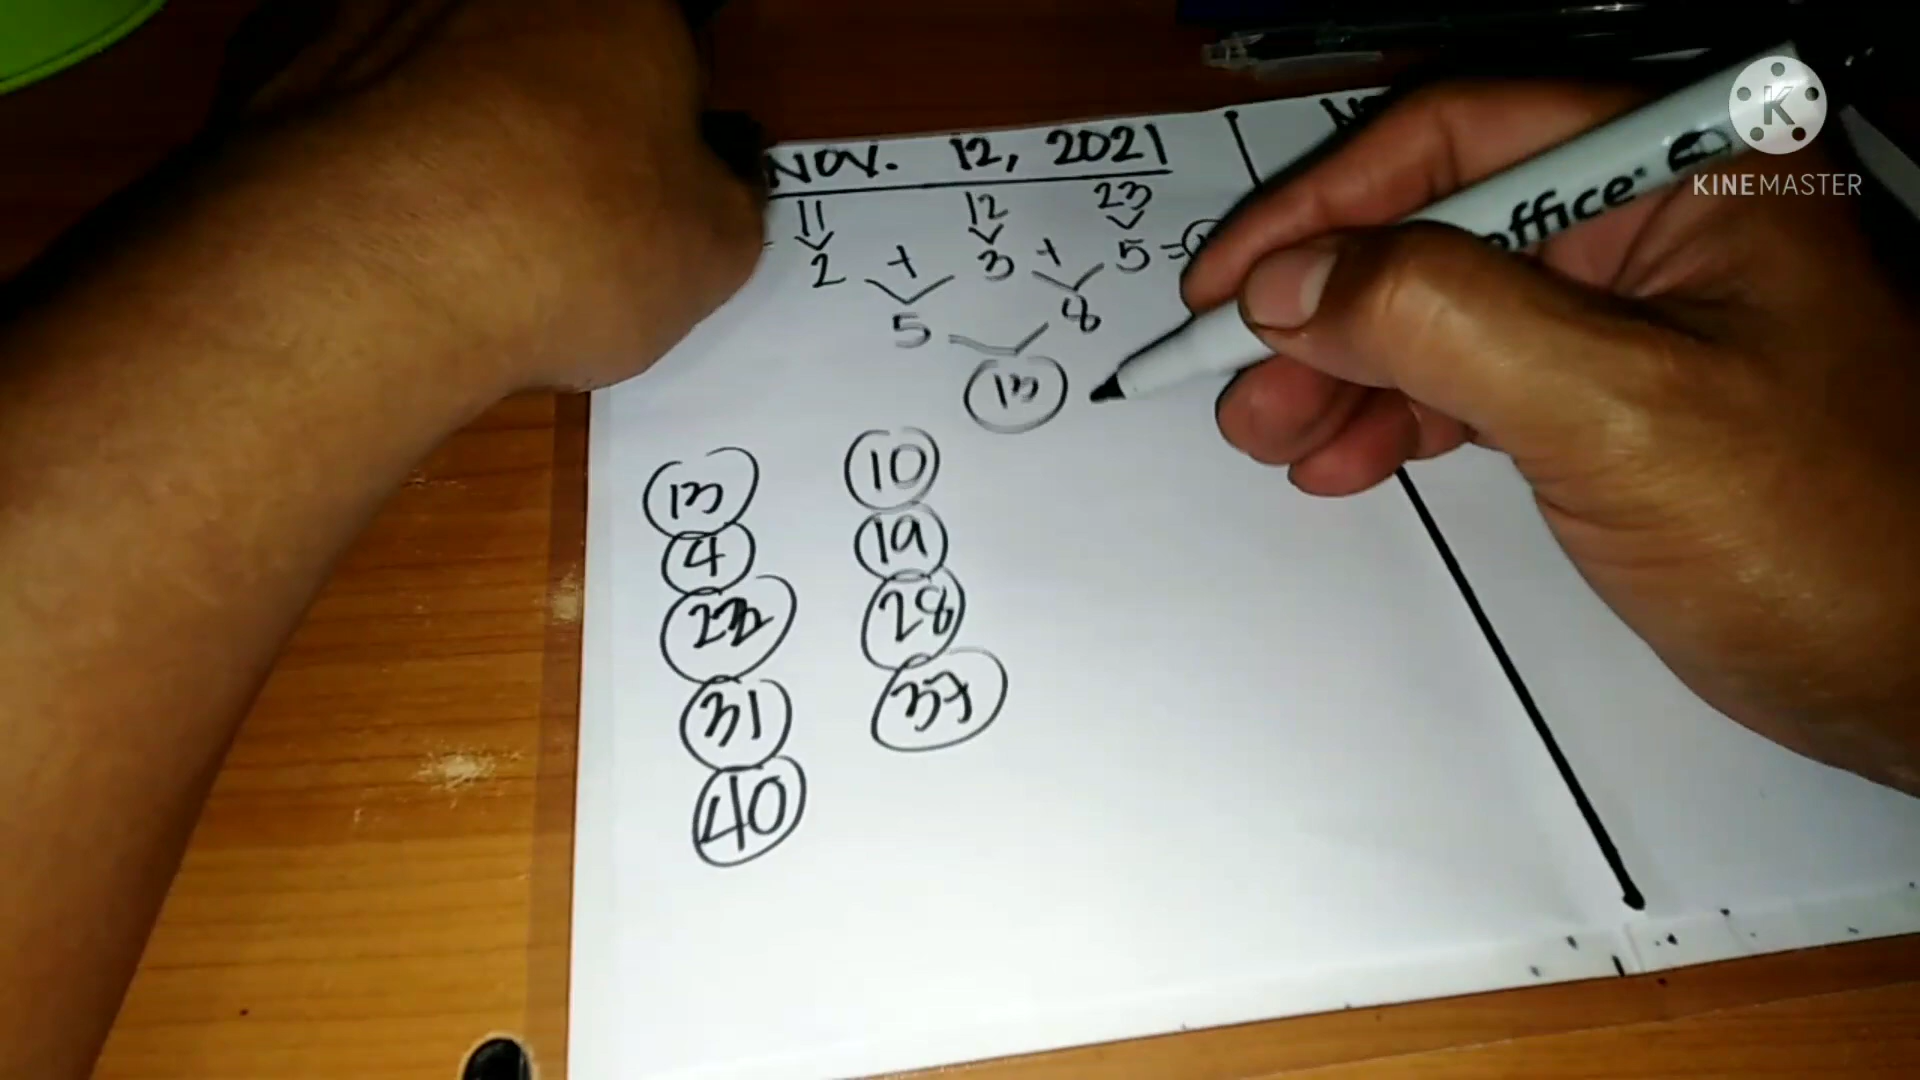 NOV. 12, 2021
11 12 23
2 + 3 + 5 =
5 8
13
13 10
4 19
22 28
31 37
40
office
K
KINEMASTER